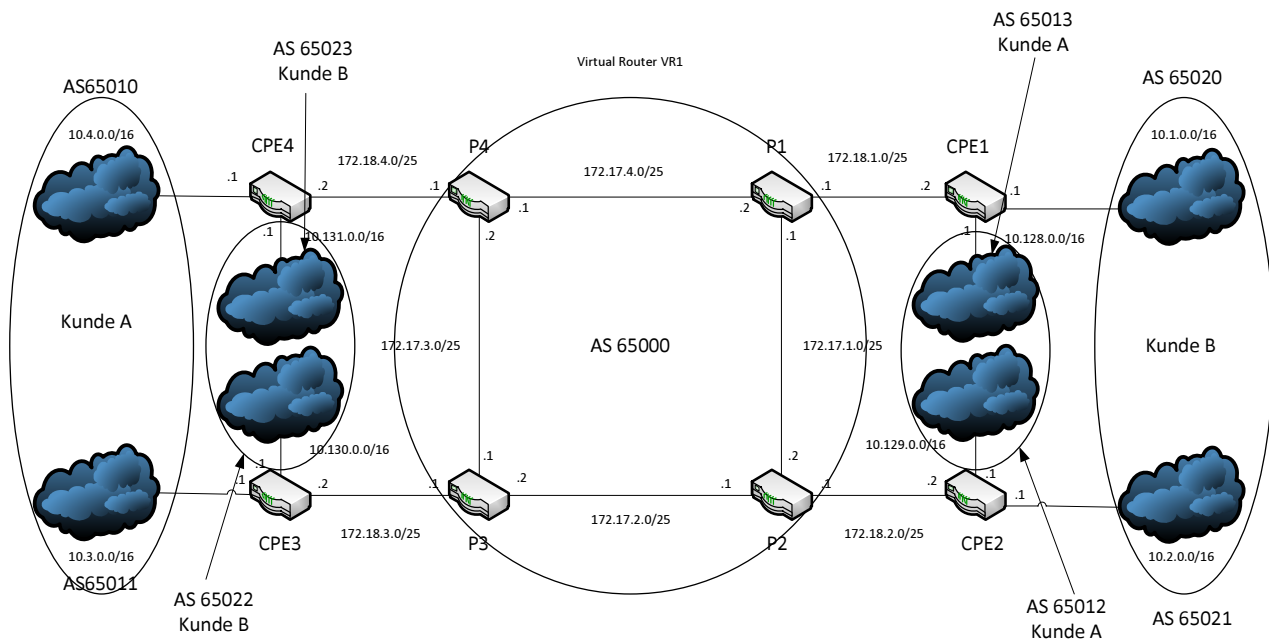 AS 65013
Kunde A
AS 65023
Kunde B
Virtual Router VR1
AS65010
AS 65020
10.4.0.0/16
CPE4
172.18.4.0/25
P4
172.17.4.0/25
P1
172.18.1.0/25
CPE1
10.1.0.0/16
.1
.2
.1
.1
.2
.1
.2
.1
.1
10.131.0.0/16
.2
.1
.1
10.128.0.0/16
Kunde A
172.17.3.0/25
AS 65000
172.17.1.0/25
Kunde B
10.130.0.0/16
10.129.0.0/16
.1
.1
.2
.1
.1
.2
.1
.2
.1
.2
.1
.1
10.3.0.0/16
CPE3
172.18.3.0/25
P3
172.17.2.0/25
P2
172.18.2.0/25
CPE2
10.2.0.0/16
AS65011
AS 65022
Kunde B
AS 65012
Kunde A
AS 65021